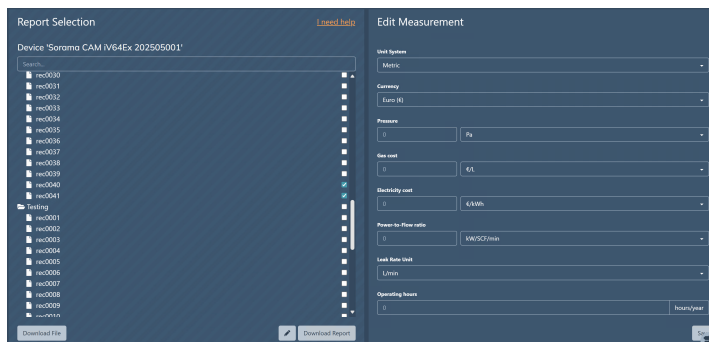 Report Selection
I need help
Device 'Sorama CAM iV64Ex 202505001'
Search...
rec0030
rec0031
rec0032
rec0033
rec0034
rec0035
rec0036
rec0037
rec0038
rec0039
rec0040
rec0041
Testing
rec0001
rec0002
rec0003
rec0004
rec0005
rec0006
rec0007
rec0008
rec0009
rec0010
Download File
Download Report
Edit Measurement
Unit System
Metric
Currency
Euro (€)
Pressure
0 Pa
Gas cost
0 €/L
Electricity cost
0 €/kWh
Power-to-Flow ratio
0 kW/SCF/min
Leak Rate Unit
L/min
Operating hours
0 hours/year